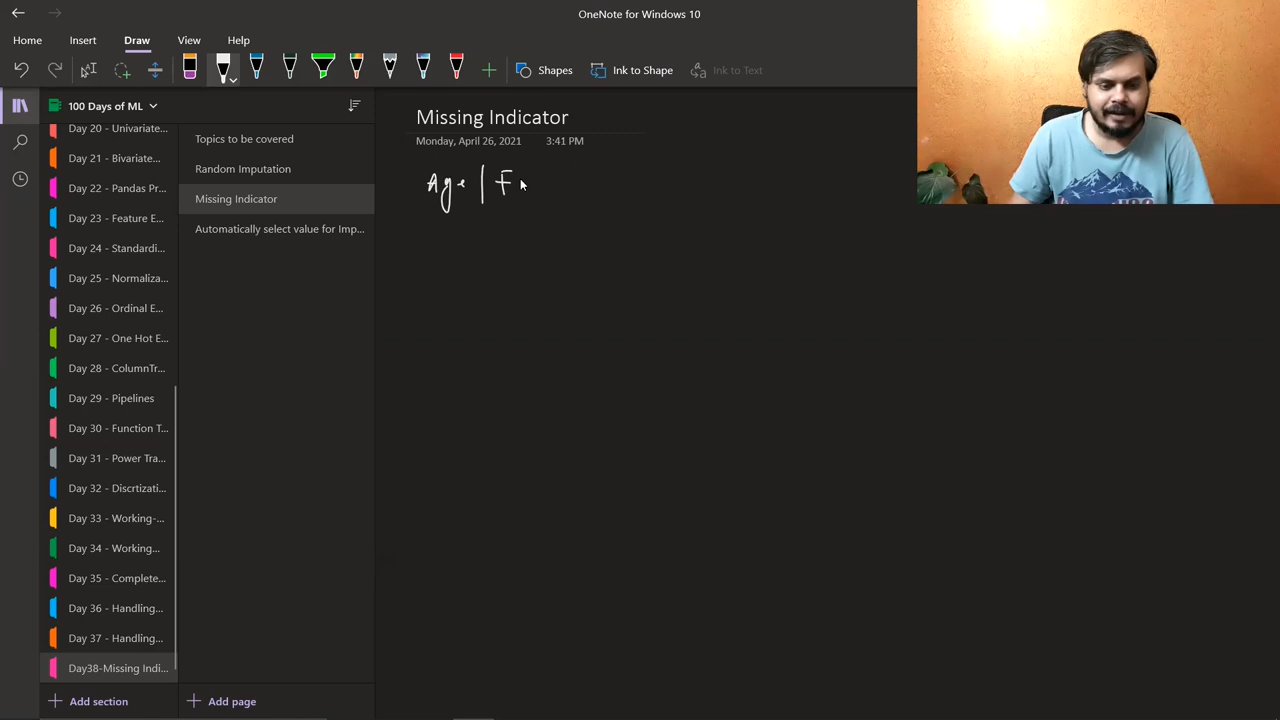 OneNote for Windows 10
Home Insert Draw View Help
Shapes Ink to Shape Ink to Text
100 Days of ML
Day 20 - Univariate...
Day 21 - Bivariate...
Day 22 - Pandas Pr...
Day 23 - Feature E...
Day 24 - Standardi...
Day 25 - Normaliza...
Day 26 - Ordinal E...
Day 27 - One Hot E...
Day 28 - ColumnTr...
Day 29 - Pipelines
Day 30 - Function T...
Day 31 - Power Tra...
Day 32 - Discrtizati...
Day 33 - Working-...
Day 34 - Working...
Day 35 - Complete...
Day 36 - Handling...
Day 37 - Handling...
Day38-Missing Indi...
Add section
Topics to be covered
Random Imputation
Missing Indicator
Automatically select value for Imp...
Add page
Missing Indicator
Monday, April 26, 2021 3:41 PM
Age | F